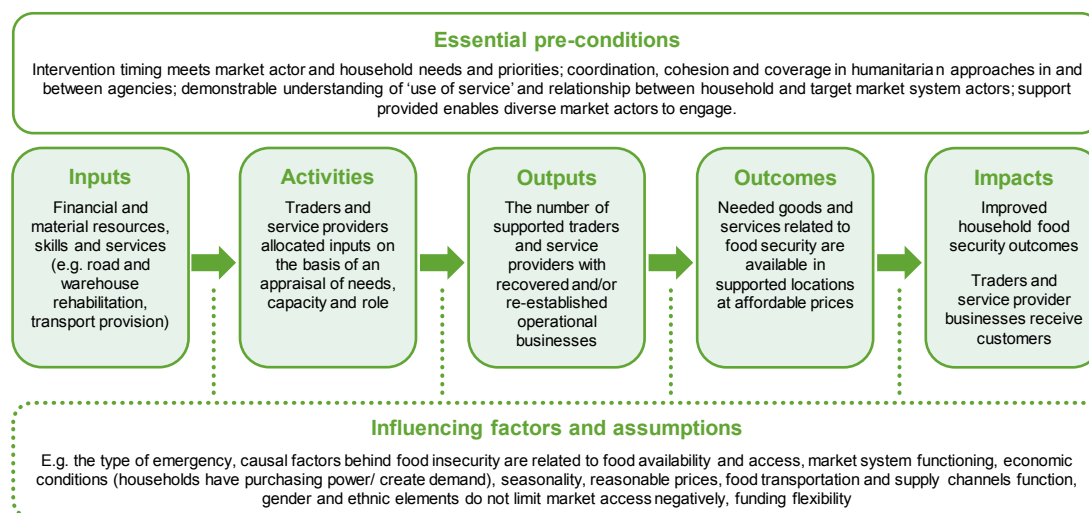 Essential pre-conditions
Intervention timing meets market actor and household needs and priorities; coordination, cohesion and coverage in humanitarian approaches in and
between agencies; demonstrable understanding of 'use of service' and relationship between household and target market system actors; support
provided enables diverse market actors to engage.
Inputs
Financial and
material resources,
skills and services
(e.g. road and
warehouse
rehabilitation,
transport provision)
Activities
Traders and
service providers
allocated inputs on
the basis of an
appraisal of needs,
capacity and role
Outputs
The number of
supported traders
and service
providers with
recovered and/or
re-established
operational
businesses
Outcomes
Needed goods and
services related to
food security are
available in
supported locations
at affordable prices
Impacts
Improved
household food
security outcomes
Traders and
service provider
businesses receive
customers
Influencing factors and assumptions
E.g. the type of emergency, causal factors behind food insecurity are related to food availability and access, market system functioning, economic
conditions (households have purchasing power/ create demand), seasonality, reasonable prices, food transportation and supply channels function,
gender and ethnic elements do not limit market access negatively, funding flexibility